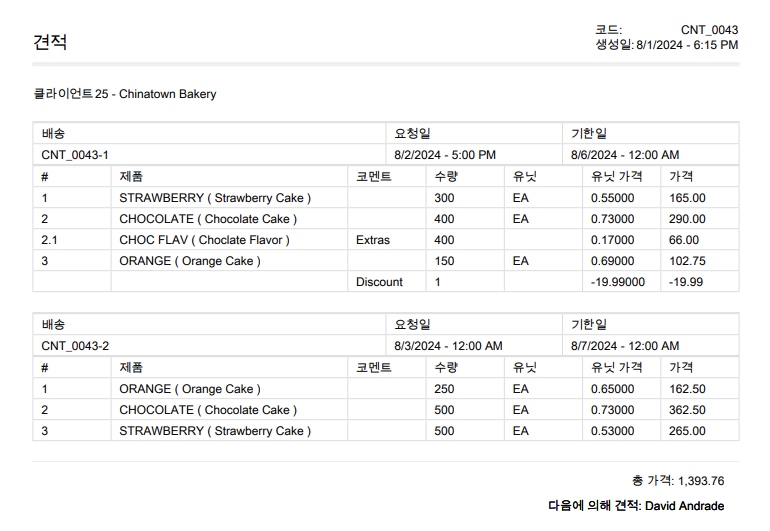 견적
코드: CNT_0043
생성일: 8/1/2024 - 6:15 PM
클라이언트 25 - Chinatown Bakery
배송 요청일 기한일
CNT_0043-1 8/2/2024 - 5:00 PM 8/6/2024 - 12:00 AM
# 제품 코멘트 수량 유닛 유닛 가격 가격
1 STRAWBERRY ( Strawberry Cake ) 300 EA 0.55000 165.00
2 CHOCOLATE ( Chocolate Cake ) 400 EA 0.73000 290.00
2.1 CHOC FLAV ( Choclate Flavor ) Extras 400 0.17000 66.00
3 ORANGE ( Orange Cake ) 150 EA 0.69000 102.75
Discount 1 -19.99000 -19.99
배송 요청일 기한일
CNT_0043-2 8/3/2024 - 12:00 AM 8/7/2024 - 12:00 AM
# 제품 코멘트 수량 유닛 유닛 가격 가격
1 ORANGE ( Orange Cake ) 250 EA 0.65000 162.50
2 CHOCOLATE ( Chocolate Cake ) 500 EA 0.73000 362.50
3 STRAWBERRY ( Strawberry Cake ) 500 EA 0.53000 265.00
총 가격: 1,393.76
다음에 의해 견적: David Andrade